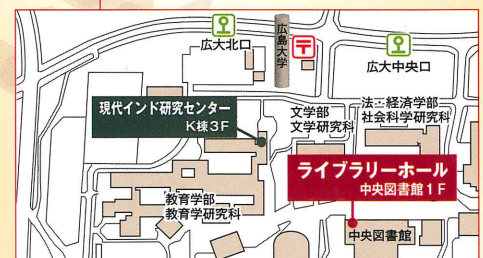 広大北口
広島大学
広大中央口
現代インド研究センター
K棟3F
文学部
文学研究科
法・経済学部
社会科学研究科
ライブラリーホール
中央図書館1F
教育学部
教育学研究科
中央図書館